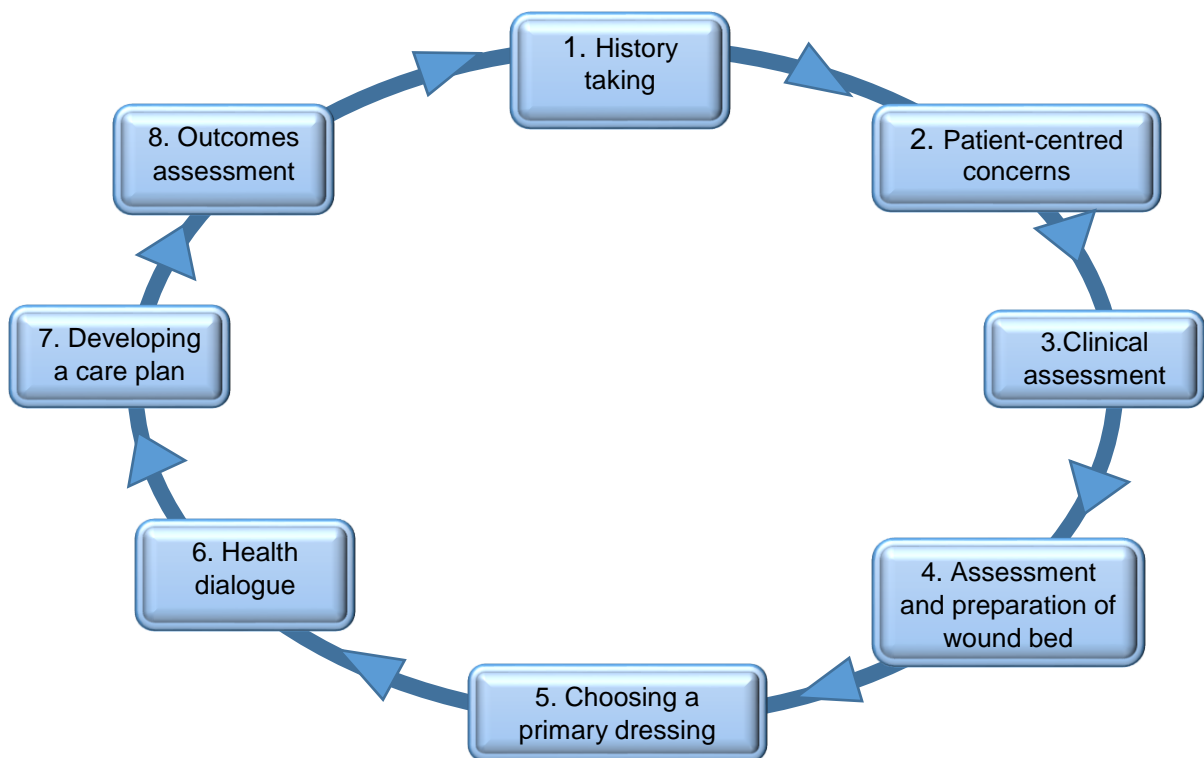 1. History
taking
2. Patient-centred
concerns
3.Clinical
assessment
4. Assessment
and preparation of
wound bed
5. Choosing a
primary dressing
6. Health
dialogue
7. Developing
a care plan
8. Outcomes
assessment